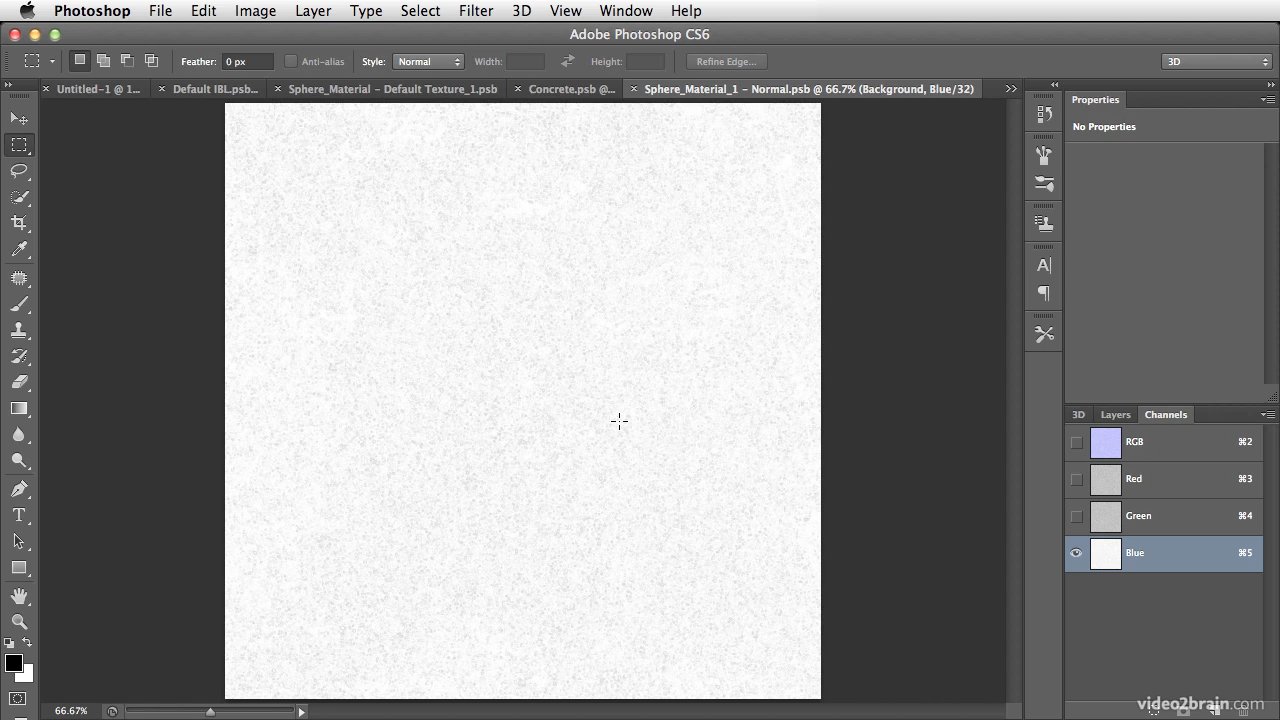 Photoshop File Edit Image Layer Type Select Filter 3D View Window Help
Adobe Photoshop CS6
Feather: 0 px Anti-alias Style: Normal Width: Height: Refine Edge... 3D
Untitled-1 @ 1... Default IBL.psb... Sphere_Material - Default Texture_1.psb Concrete.psb @... Sphere_Material_1 - Normal.psb @ 66.7% (Background, Blue/32)
Properties
No Properties
3D Layers Channels
RGB ⌘2
Red ⌘3
Green ⌘4
Blue ⌘5
66.67%
video2brain.com